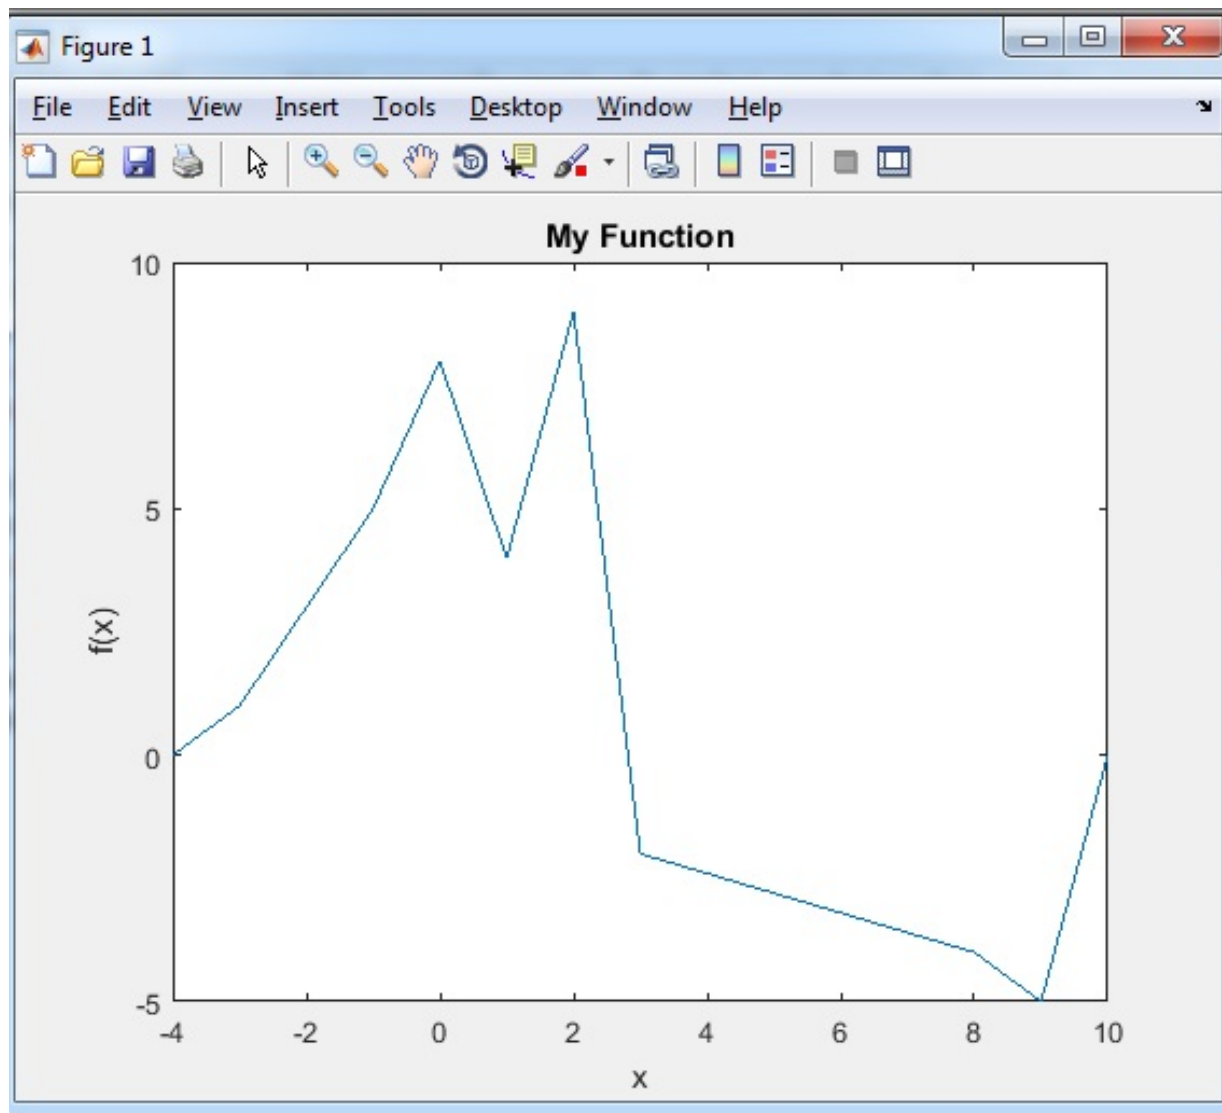 Figure 1
File Edit View Insert Tools Desktop Window Help
My Function
10
5
0
-5
f(x)
-4 -2 0 2 4 6 8 10
x